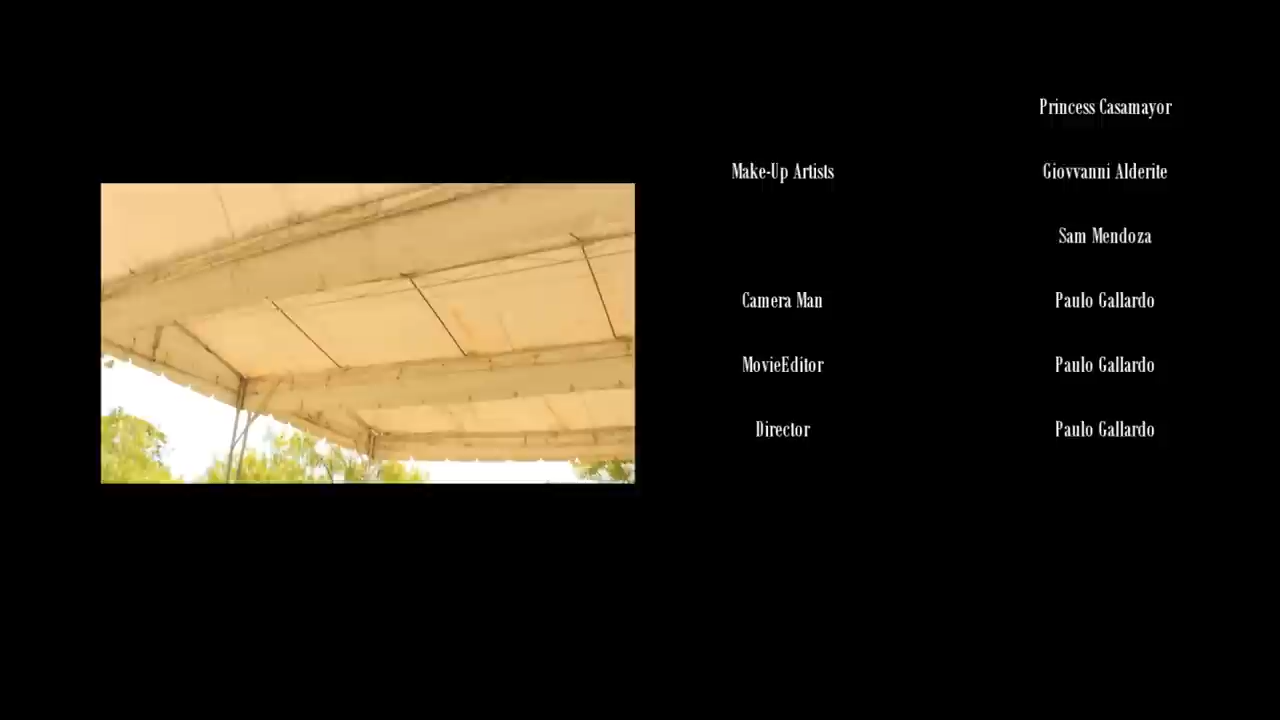 Princess Casamayor
Make-Up Artists Giovvanni Alderite
Sam Mendoza
Camera Man Paulo Gallardo
MovieEditor Paulo Gallardo
Director Paulo Gallardo